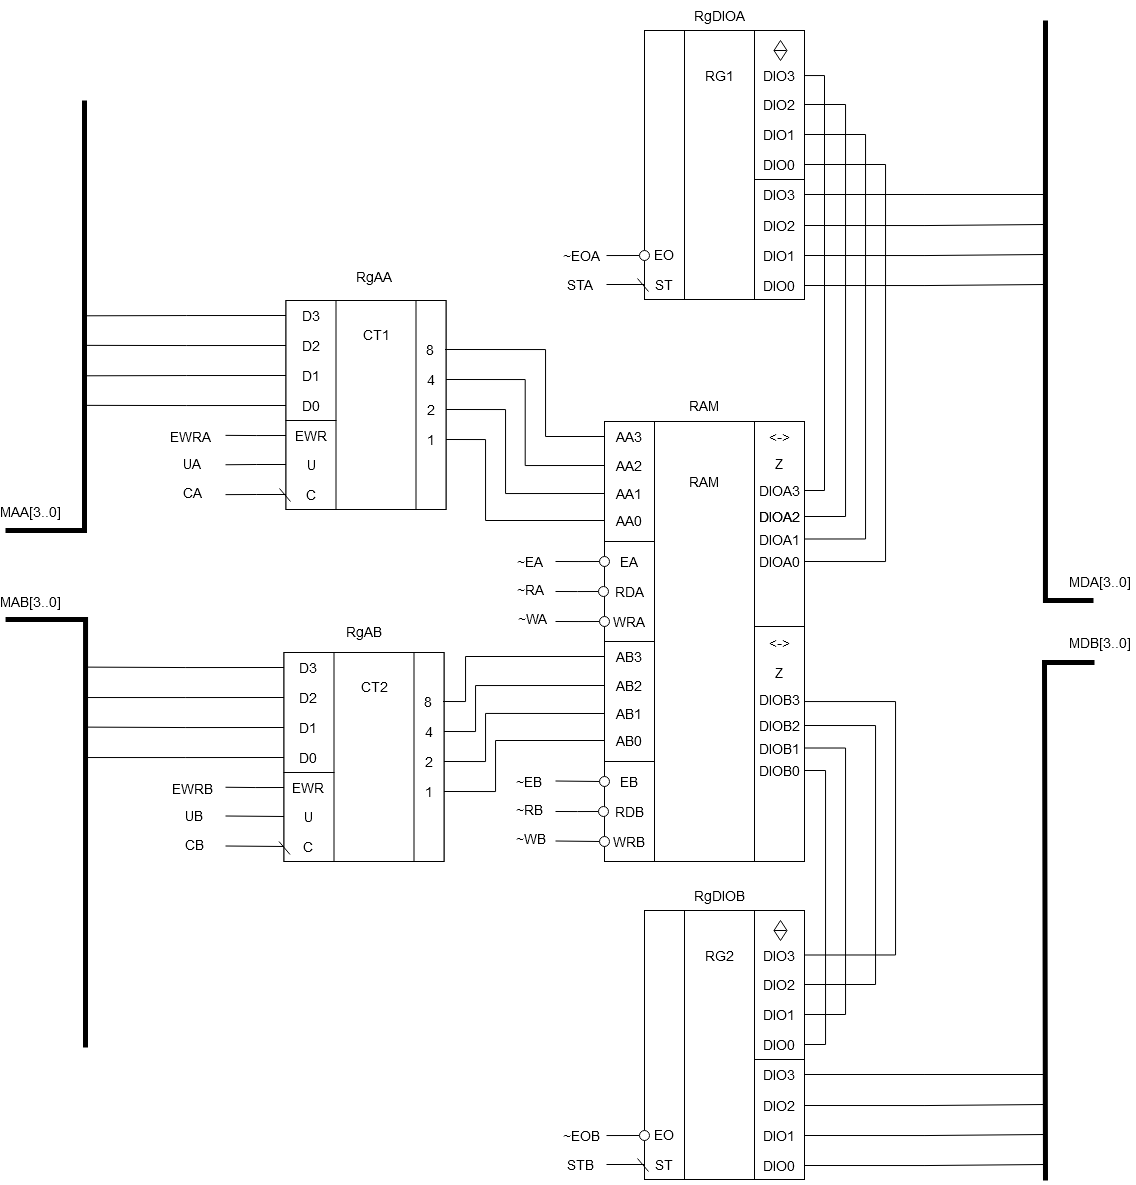 RgDIOA
RG1
DIO3
DIO2
DIO1
DIO0
DIO3
DIO2
DIO1
DIO0
~EOA
EO
STA
ST
RgAA
CT1
D3
D2
D1
D0
EWRA
EWR
UA
U
CA
C
8
4
2
1
MAA[3..0]
RAM
RAM
AA3
AA2
AA1
AA0
~EA
EA
~RA
RDA
~WA
WRA
<->
Z
DIOA3
DIOA2
DIOA1
DIOA0
MDA[3..0]
MAB[3..0]
RgAB
CT2
D3
D2
D1
D0
EWRB
EWR
UB
U
CB
C
8
4
2
1
AB3
AB2
AB1
AB0
~EB
EB
~RB
RDB
~WB
WRB
<->
Z
DIOB3
DIOB2
DIOB1
DIOB0
MDB[3..0]
RgDIOB
RG2
DIO3
DIO2
DIO1
DIO0
DIO3
DIO2
DIO1
DIO0
~EOB
EO
STB
ST